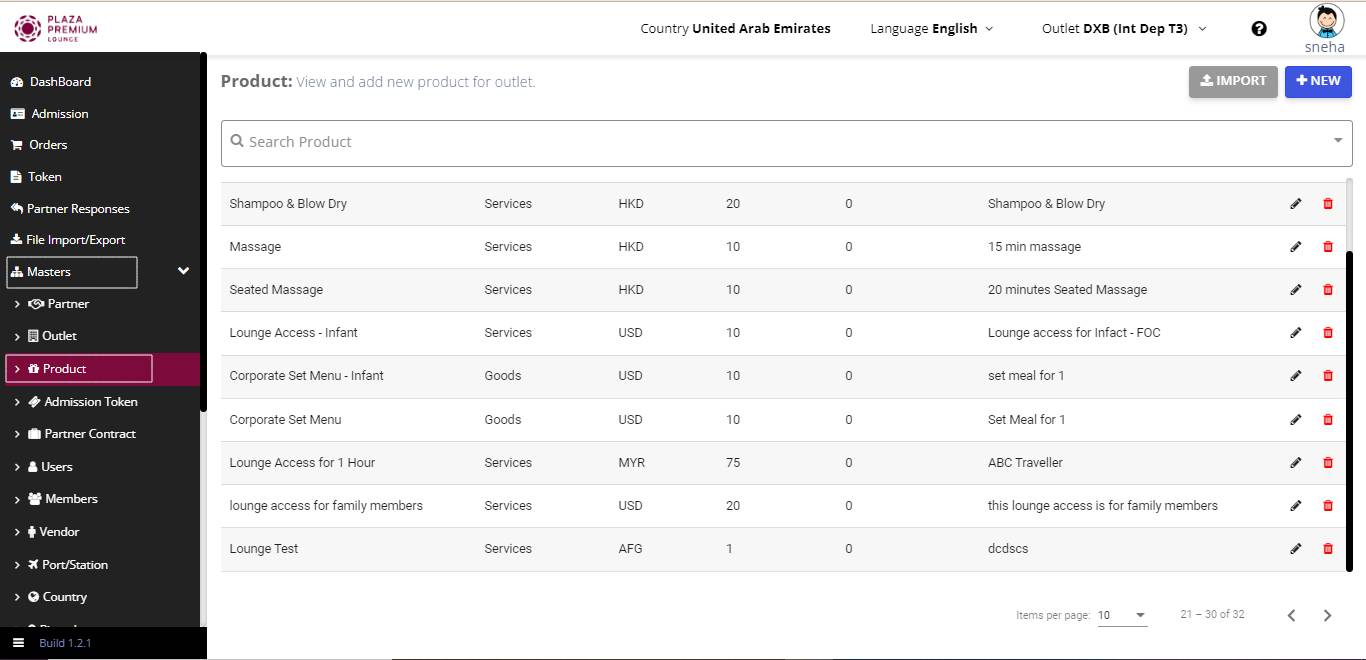 PLAZA
PREMIUM
LOUNGE
Country United Arab Emirates
Language English
Outlet DXB (Int Dep T3)
sneha
DashBoard
Admission
Orders
Token
Partner Responses
File Import/Export
Masters
Partner
Outlet
Product
Admission Token
Partner Contract
Users
Members
Vendor
Port/Station
Country
Build 1.2.1
Product: View and add new product for outlet.
IMPORT
NEW
Search Product
Shampoo & Blow Dry Services HKD 20 0 Shampoo & Blow Dry
Massage Services HKD 10 0 15 min massage
Seated Massage Services HKD 10 0 20 minutes Seated Massage
Lounge Access - Infant Services USD 10 0 Lounge access for Infact - FOC
Corporate Set Menu - Infant Goods USD 10 0 set meal for 1
Corporate Set Menu Goods USD 10 0 Set Meal for 1
Lounge Access for 1 Hour Services MYR 75 0 ABC Traveller
lounge access for family members Services USD 20 0 this lounge access is for family members
Lounge Test Services AFG 1 0 dcdscs
Items per page: 10 21 – 30 of 32